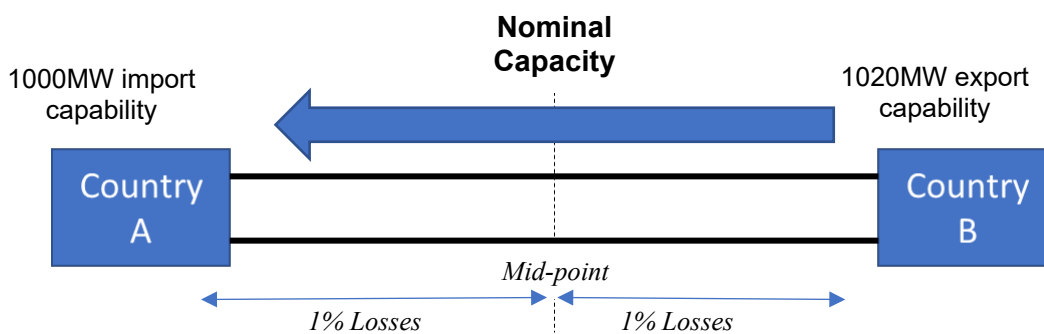 Nominal
Capacity
1000MW import
capability
1020MW export
capability
Country
A
Country
B
Mid-point
1% Losses
1% Losses